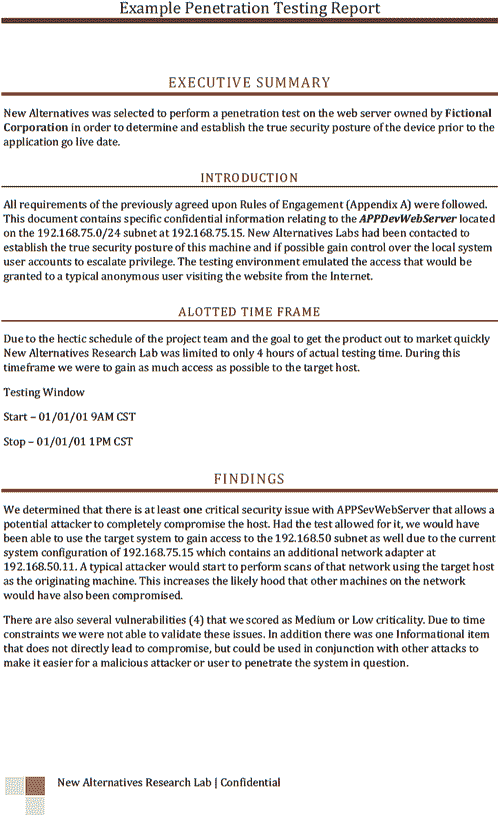 Example Penetration Testing Report
EXECUTIVE SUMMARY
New Alternatives was selected to perform a penetration test on the web server owned by Fictional
Corporation in order to determine and establish the true security posture of the device prior to the
application go live date.
INTRODUCTION
All requirements of the previously agreed upon Rules of Engagement (Appendix A) were followed.
This document contains specific confidential information relating to the APPDevWebServer located
on the 192.168.75.0/24 subnet at 192.168.75.15. New Alternatives Labs had been contacted to
establish the true security posture of this machine and if possible gain control over the local system
user accounts to escalate privilege. The testing environment emulated the access that would be
granted to a typical anonymous user visiting the website from the Internet.
ALOTTED TIME FRAME
Due to the hectic schedule of the project team and the goal to get the product out to market quickly
New Alternatives Research Lab was limited to only 4 hours of actual testing time. During this
timeframe we were to gain as much access as possible to the target host.
Testing Window
Start – 01/01/01 9AM CST
Stop – 01/01/01 1PM CST
FINDINGS
We determined that there is at least one critical security issue with APPSevWebServer that allows a
potential attacker to completely compromise the host. Had the test allowed for it, we would have
been able to use the target system to gain access to the 192.168.50 subnet as well due to the current
system configuration of 192.168.75.15 which contains an additional network adapter at
192.168.50.11. A typical attacker would start to perform scans of that network using the target host
as the originating machine. This increases the likely hood that other machines on the network
would have also been compromised.
There are also several vulnerabilities (4) that we scored as Medium or Low criticality. Due to time
constraints we were not able to validate these issues. In addition there was one Informational item
that does not directly lead to compromise, but could be used in conjunction with other attacks to
make it easier for a malicious attacker or user to penetrate the system in question.
New Alternatives Research Lab | Confidential